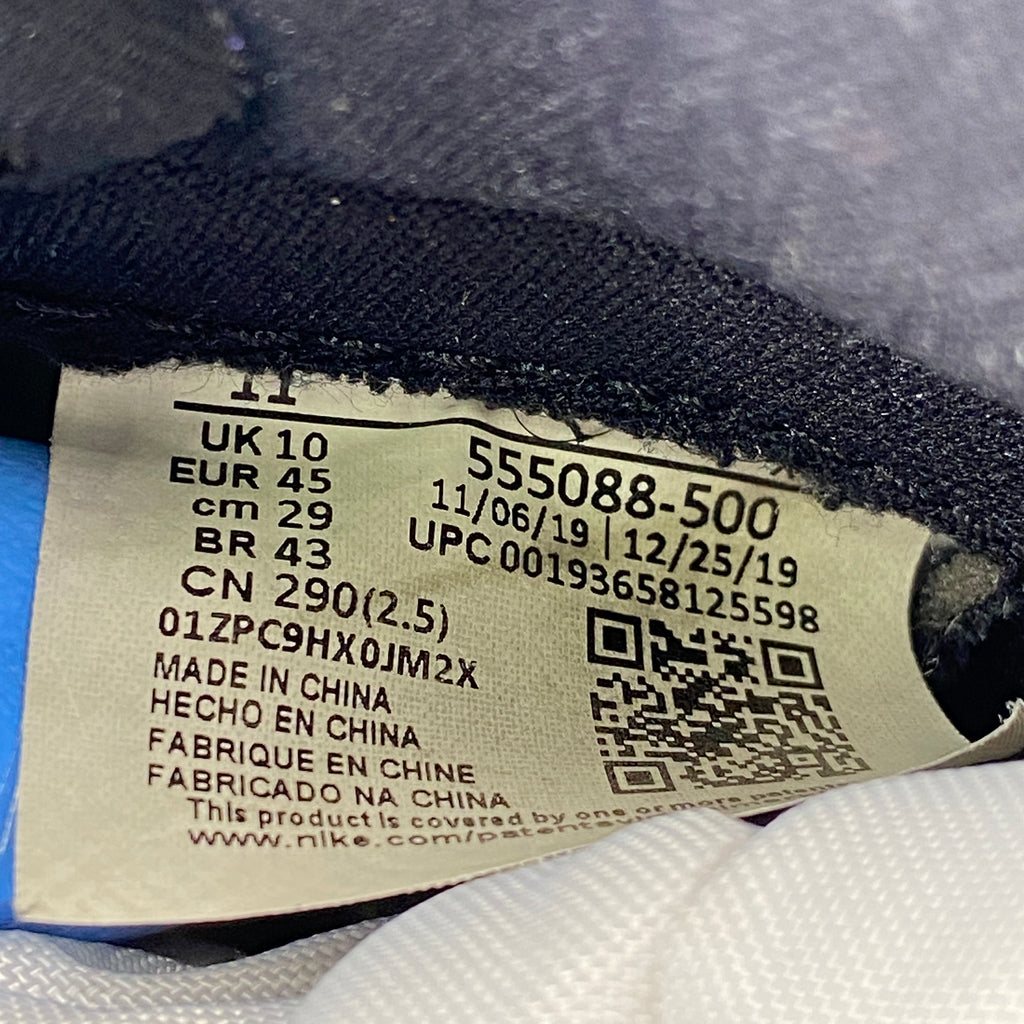 11
UK 10
EUR 45
cm 29
BR 43
CN 290(2.5)
01ZPC9HX0JM2X
MADE IN CHINA
HECHO EN CHINA
FABRIQUE EN CHINE
FABRICADO NA CHINA
555088-500
11/06/19 | 12/25/19
UPC 00193658125598
This product is covered by one or more patents
www.nike.com/patents